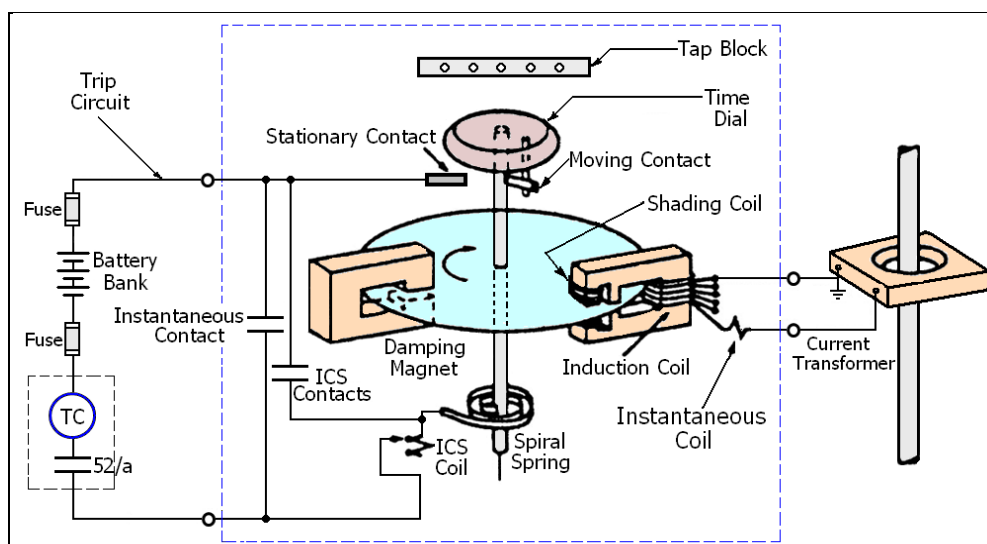 Tap Block
Trip
Circuit
Time
Dial
Stationary Contact
Moving Contact
Shading Coil
Fuse
Battery
Bank
Instantaneous
Contact
Fuse
Damping
Magnet
Induction Coil
Current
Transformer
ICS
Contacts
TC
Instantaneous
Coil
ICS
Coil
Spiral
Spring
52/a